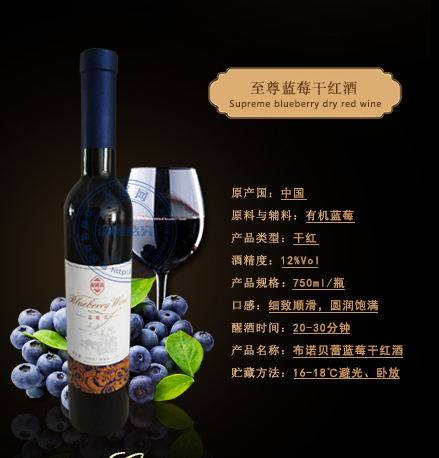 至尊蓝莓干红酒
Supreme blueberry dry red wine
原产国：中国
原料与辅料：有机蓝莓
产品类型：干红
酒精度：12%Vol
产品规格：750ml/瓶
口感：细致顺滑，圆润饱满
醒酒时间：20-30分钟
产品名称：布诺贝蕾蓝莓干红酒
贮藏方法：16-18℃避光、卧放
Blueberry Wine